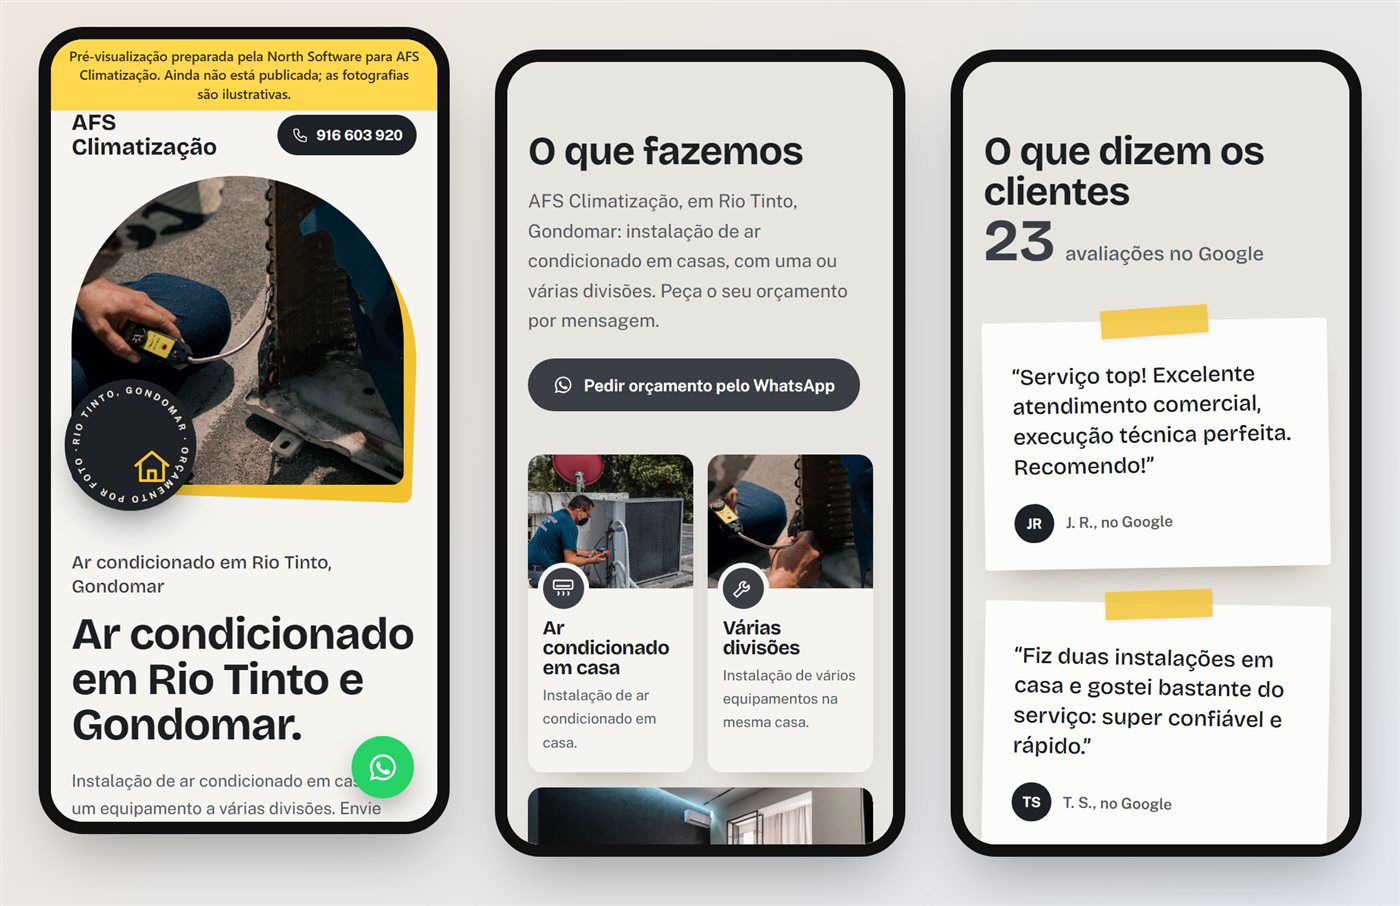 Pré-visualização preparada pela North Software para AFS
Climatização. Ainda não está publicada; as fotografias
são ilustrativas.
AFS
Climatização
916 603 920
RIO TINTO, GONDOMAR · ORÇAMENTO POR FOTO ·
Ar condicionado em Rio Tinto,
Gondomar
Ar condicionado
em Rio Tinto e
Gondomar.
Instalação de ar condicionado em
um equipamento a várias divisões. Envie
O que fazemos
AFS Climatização, em Rio Tinto,
Gondomar: instalação de ar
condicionado em casas, com uma ou
várias divisões. Peça o seu orçamento
por mensagem.
Pedir orçamento pelo WhatsApp
Ar
condicionado
em casa
Instalação de ar
condicionado em
casa.
Várias
divisões
Instalação de vários
equipamentos na
mesma casa.
O que dizem os
clientes
23 avaliações no Google
“Serviço top! Excelente
atendimento comercial,
execução técnica perfeita.
Recomendo!”
JR J. R., no Google
“Fiz duas instalações em
casa e gostei bastante do
serviço: super confiável e
rápido.”
TS T. S., no Google